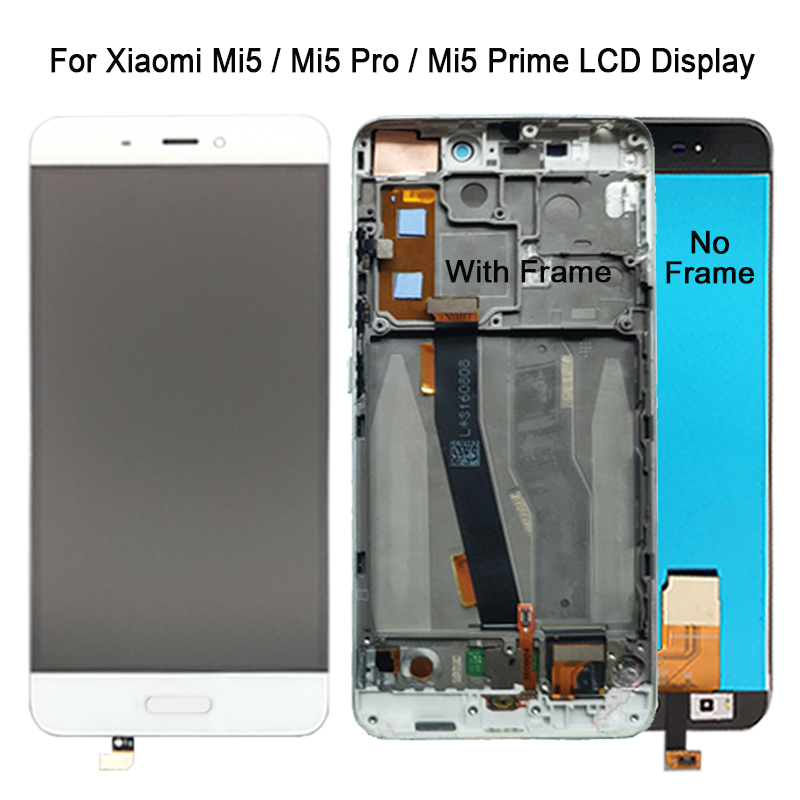 For Xiaomi Mi5 / Mi5 Pro / Mi5 Prime LCD Display
With Frame
No
Frame
L*S160808